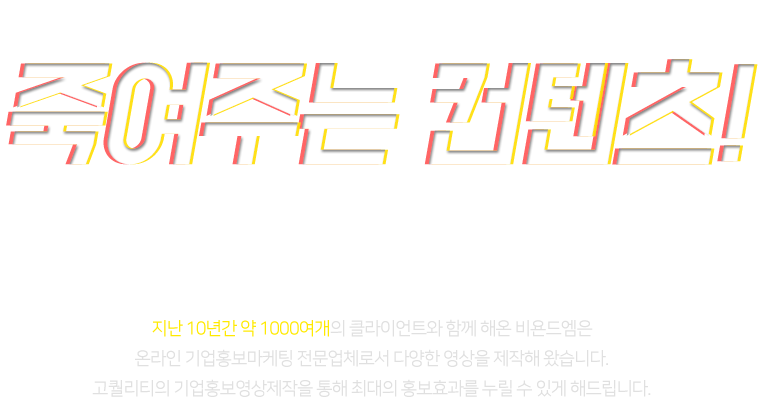 죽여주는 컨텐츠!
지난 10년간 약 1000여개의 클라이언트와 함께 해온 비욘드엠은
온라인 기업홍보마케팅 전문업체로서 다양한 영상을 제작해 왔습니다.
고퀄리티의 기업홍보영상제작을 통해 최대의 홍보효과를 누릴 수 있게 해드립니다.